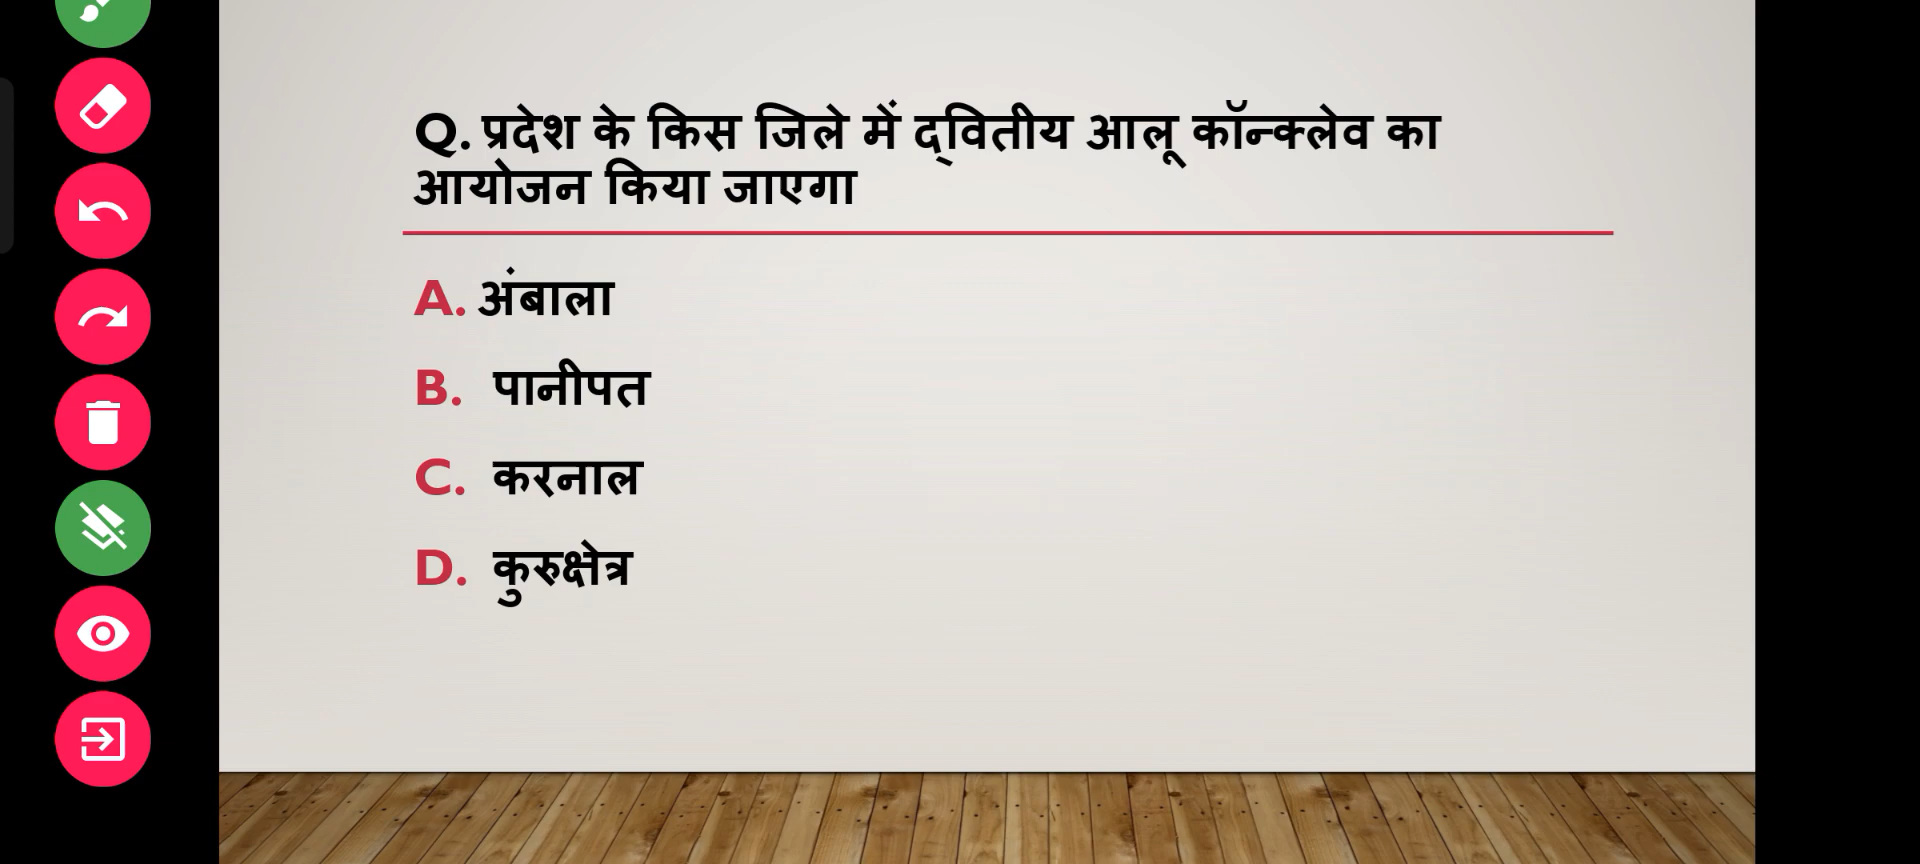 Q. प्रदेश के किस जिले में द्वितीय आलू कॉन्क्लेव का
आयोजन किया जाएगा
A. अंबाला
B. पानीपत
C. करनाल
D. कुरुक्षेत्र